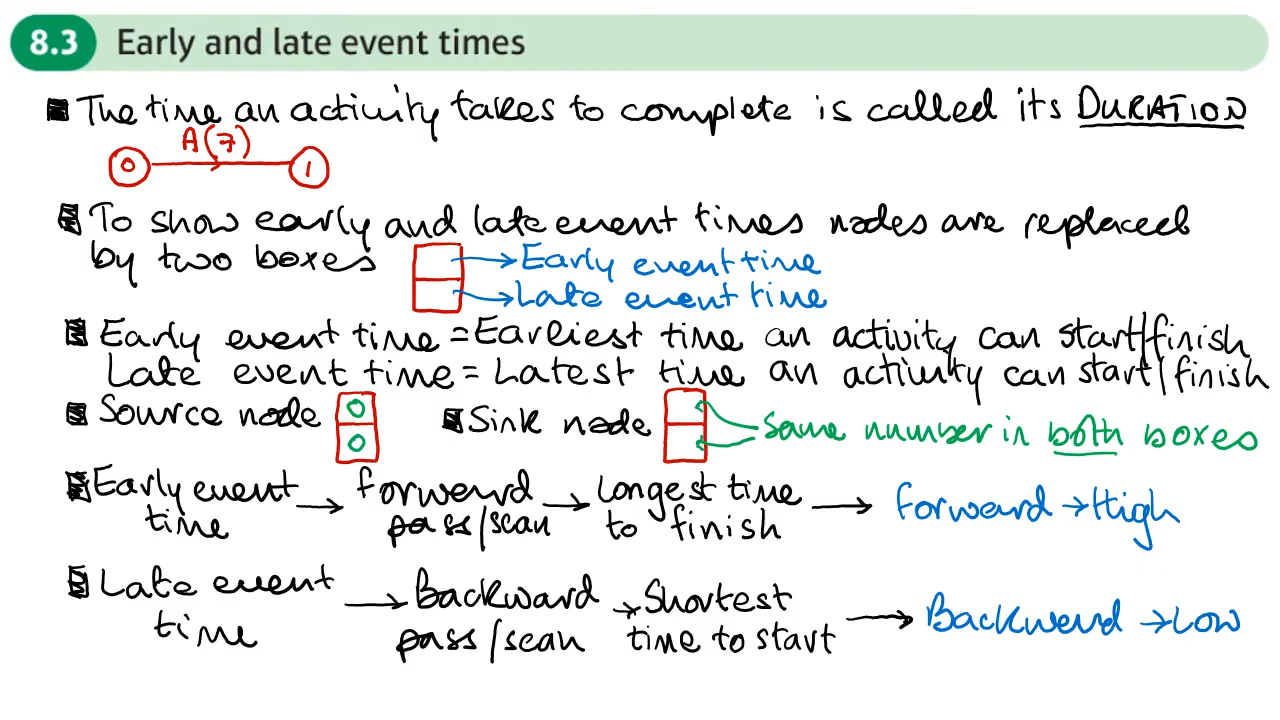 8.3 Early and late event times
The time an activity takes to complete is called its DURATION
A(7)
0 1
To show early and late event times nodes are replaced
by two boxes
Early event time
Late event time
Early event time = Earliest time an activity can start/finish
Late event time = Latest time an activity can start/finish
Source node 0 0 Sink node Same number in both boxes
Early event time → forward pass/scan → longest time to finish → Forward → High
Late event time → Backward pass/scan → Shortest time to start → Backward → Low